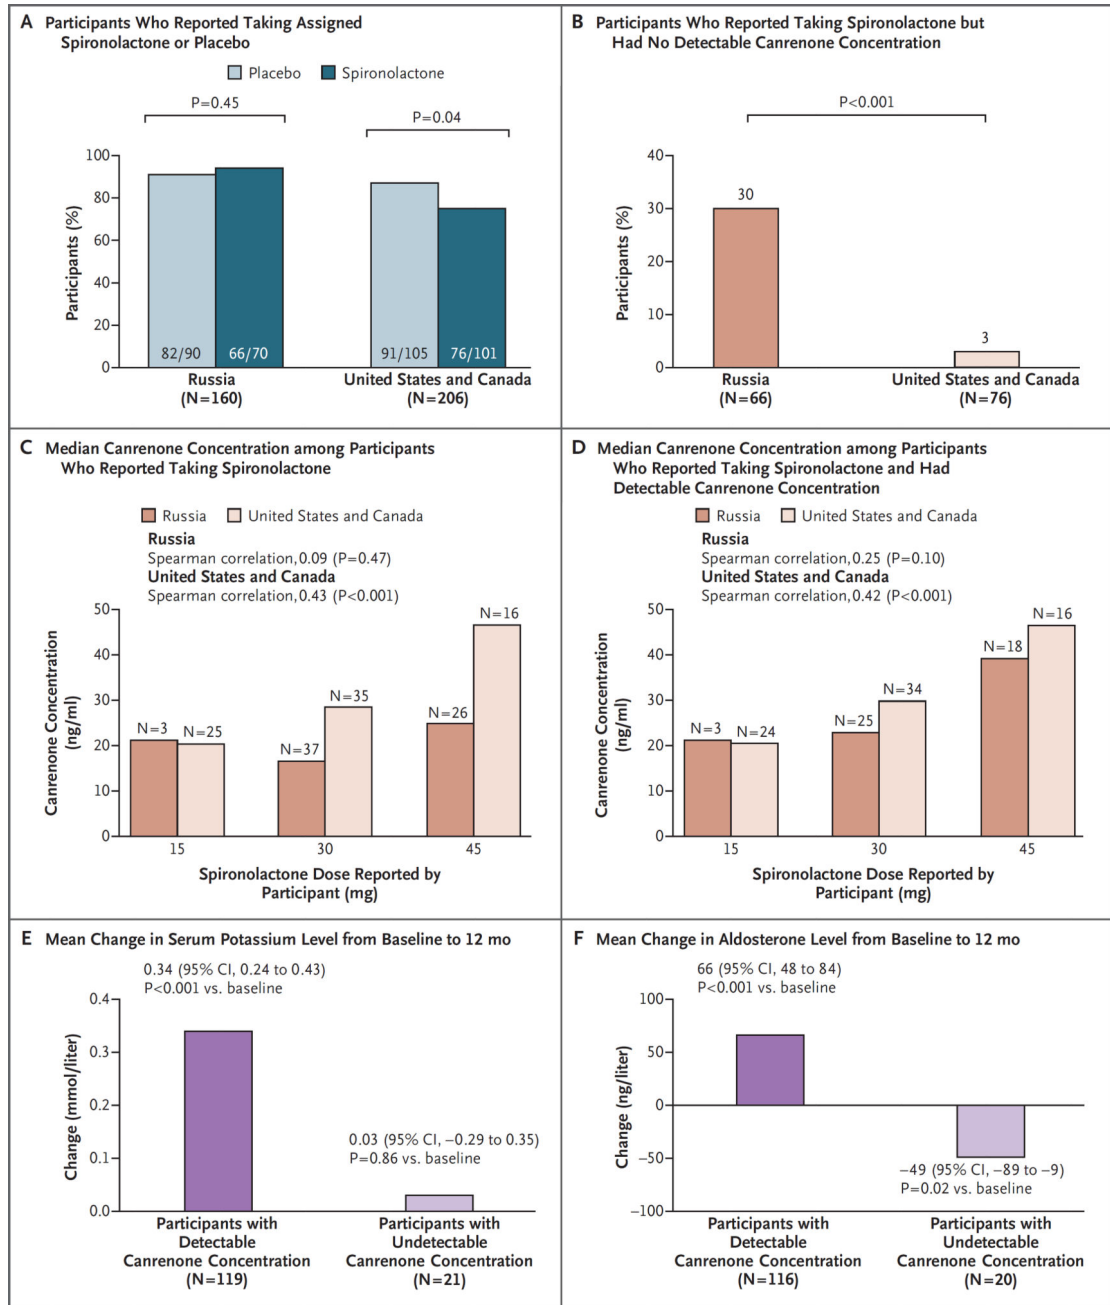 A Participants Who Reported Taking Assigned
Spironolactone or Placebo
Placebo Spironolactone
P=0.45
P=0.04
Participants (%)
100
80
60
40
20
0
82/90 66/70 91/105 76/101
Russia
(N=160)
United States and Canada
(N=206)
B Participants Who Reported Taking Spironolactone but
Had No Detectable Canrenone Concentration
P<0.001
Participants (%)
40
30
20
10
0
30
3
Russia
(N=66)
United States and Canada
(N=76)
C Median Canrenone Concentration among Participants
Who Reported Taking Spironolactone
Russia United States and Canada
Russia
Spearman correlation, 0.09 (P=0.47)
United States and Canada
Spearman correlation, 0.43 (P<0.001)
Canrenone Concentration
(ng/ml)
50
40
30
20
10
0
N=3 N=25
N=37 N=35
N=26 N=16
15 30 45
Spironolactone Dose Reported by
Participant (mg)
D Median Canrenone Concentration among Participants
Who Reported Taking Spironolactone and Had
Detectable Canrenone Concentration
Russia United States and Canada
Russia
Spearman correlation, 0.25 (P=0.10)
United States and Canada
Spearman correlation, 0.42 (P<0.001)
Canrenone Concentration
(ng/ml)
50
40
30
20
10
0
N=3 N=24
N=25 N=34
N=18 N=16
15 30 45
Spironolactone Dose Reported by
Participant (mg)
E Mean Change in Serum Potassium Level from Baseline to 12 mo
0.34 (95% CI, 0.24 to 0.43)
P<0.001 vs. baseline
Change (mmol/liter)
0.4
0.3
0.2
0.1
0.0
0.03 (95% CI, −0.29 to 0.35)
P=0.86 vs. baseline
Participants with
Detectable
Canrenone Concentration
(N=119)
Participants with
Undetectable
Canrenone Concentration
(N=21)
F Mean Change in Aldosterone Level from Baseline to 12 mo
66 (95% CI, 48 to 84)
P<0.001 vs. baseline
Change (ng/liter)
100
50
0
−50
−100
−49 (95% CI, −89 to −9)
P=0.02 vs. baseline
Participants with
Detectable
Canrenone Concentration
(N=116)
Participants with
Undetectable
Canrenone Concentration
(N=20)